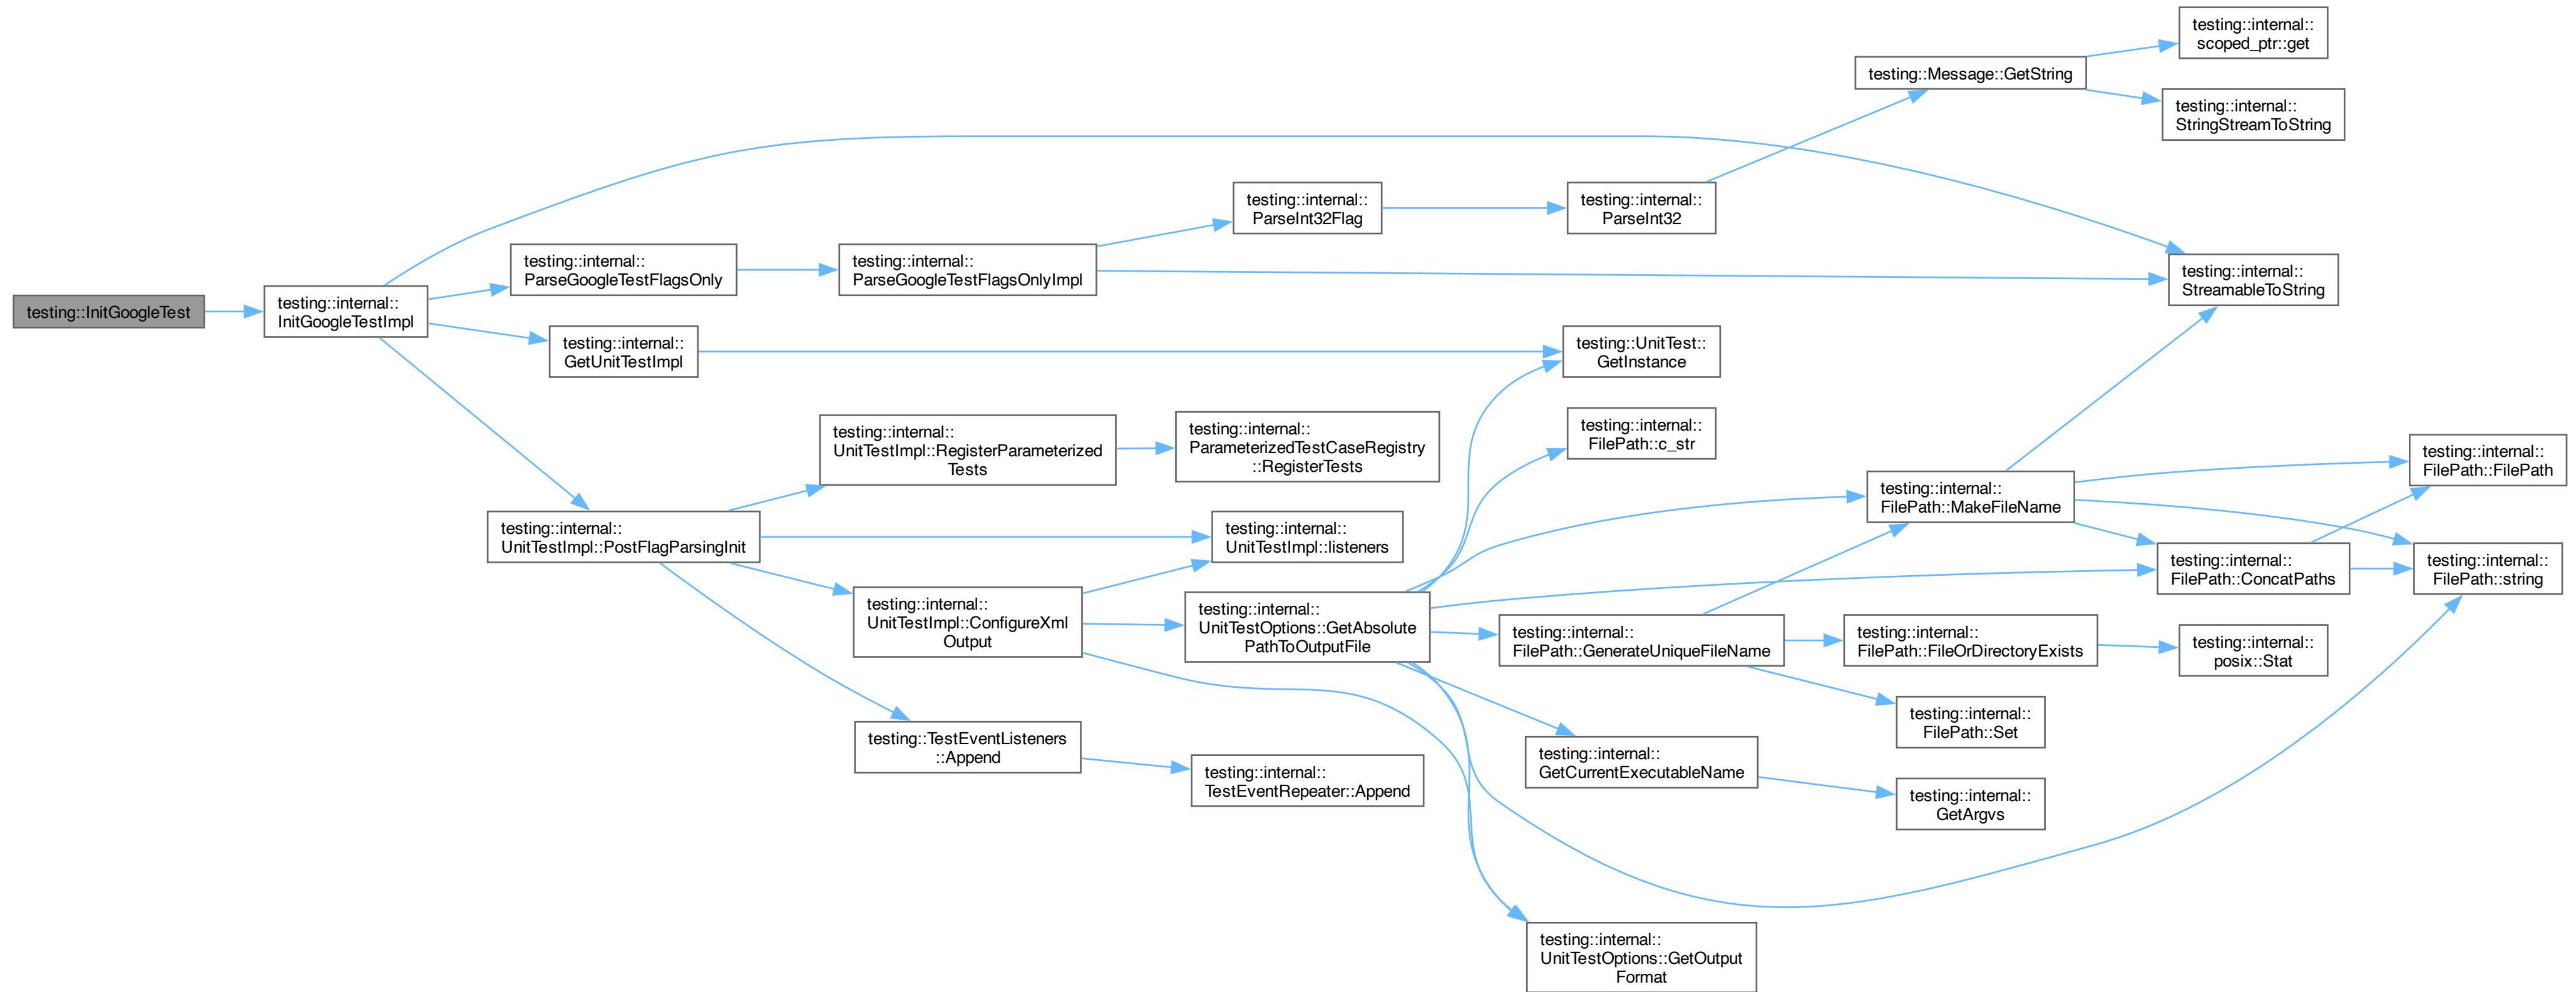 testing::InitGoogleTest
testing::internal::
InitGoogleTestImpl
testing::internal::
ParseGoogleTestFlagsOnly
testing::internal::
GetUnitTestImpl
testing::internal::
UnitTestImpl::PostFlagParsingInit
testing::internal::
ParseGoogleTestFlagsOnlyImpl
testing::internal::
UnitTestImpl::RegisterParameterized
Tests
testing::internal::
UnitTestImpl::ConfigureXml
Output
testing::TestEventListeners
::Append
testing::internal::
ParseInt32Flag
testing::internal::
ParameterizedTestCaseRegistry
::RegisterTests
testing::internal::
UnitTestImpl::listeners
testing::internal::
UnitTestOptions::GetAbsolute
PathToOutputFile
testing::internal::
TestEventRepeater::Append
testing::internal::
ParseInt32
testing::UnitTest::
GetInstance
testing::internal::
FilePath::c_str
testing::internal::
FilePath::GenerateUniqueFileName
testing::internal::
GetCurrentExecutableName
testing::internal::
UnitTestOptions::GetOutput
Format
testing::Message::GetString
testing::internal::
FilePath::MakeFileName
testing::internal::
FilePath::FileOrDirectoryExists
testing::internal::
FilePath::Set
testing::internal::
GetArgvs
testing::internal::
scoped_ptr::get
testing::internal::
StringStreamToString
testing::internal::
StreamableToString
testing::internal::
FilePath::ConcatPaths
testing::internal::
posix::Stat
testing::internal::
FilePath::FilePath
testing::internal::
FilePath::string